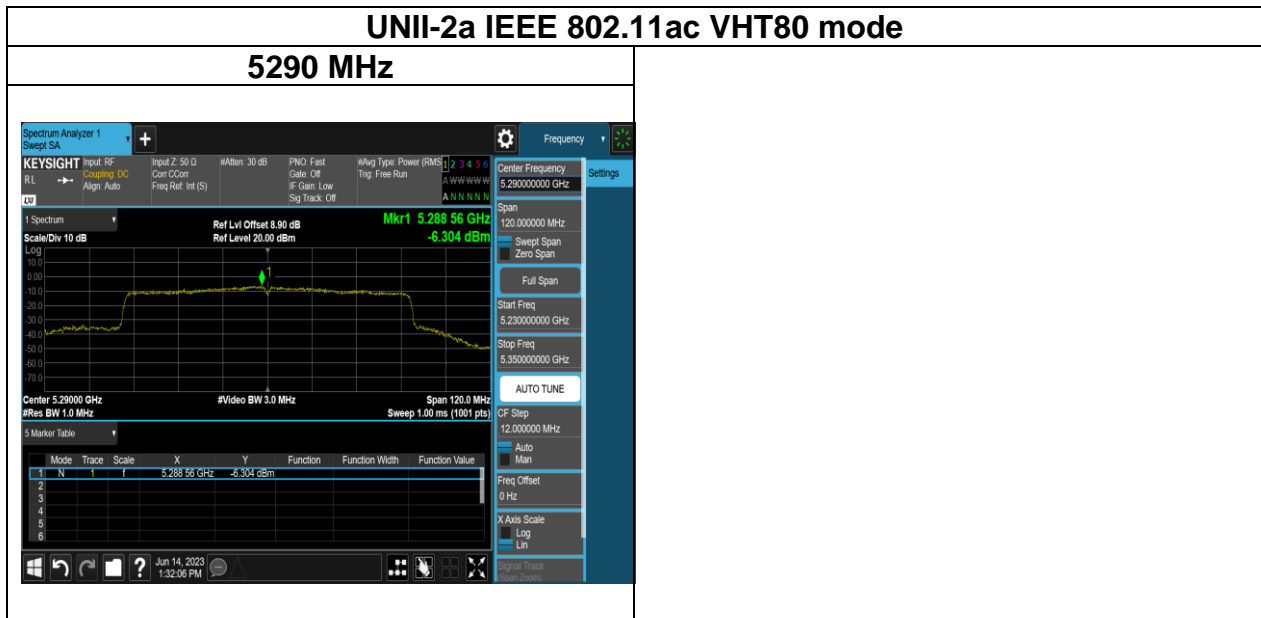 UNII-2a IEEE 802.11ac VHT80 mode
5290 MHz
Spectrum Analyzer 1
Swept SA
Frequency
KEYSIGHT
RL
LXI
Input: RF
Coupling: DC
Align: Auto
Input Z: 50 Ω
Corr CCorr
Freq Ref: Int (S)
#Atten: 30 dB
PNO: Fast
Gate: Off
IF Gain: Low
Sig Track: Off
#Avg Type: Power (RMS
Trig: Free Run
1 2 3 4 5 6
A W W W W W
A N N N N N
1 Spectrum
Scale/Div 10 dB
Ref Lvl Offset 8.90 dB
Ref Level 20.00 dBm
Mkr1 5.288 56 GHz
-6.304 dBm
Log
10.0
0.00
-10.0
-20.0
-30.0
-40.0
-50.0
-60.0
-70.0
1
Center 5.29000 GHz
#Res BW 1.0 MHz
#Video BW 3.0 MHz
Span 120.0 MHz
Sweep 1.00 ms (1001 pts)
5 Marker Table
Mode Trace Scale X Y Function Function Width Function Value
1 N 1 f 5.288 56 GHz -6.304 dBm
2
3
4
5
6
?
Jun 14, 2023
1:32:06 PM
Center Frequency
5.290000000 GHz
Settings
Span
120.000000 MHz
Swept Span
Zero Span
Full Span
Start Freq
5.230000000 GHz
Stop Freq
5.350000000 GHz
AUTO TUNE
CF Step
12.000000 MHz
Auto
Man
Freq Offset
0 Hz
X Axis Scale
Log
Lin
Signal Track
(Span Zoom)